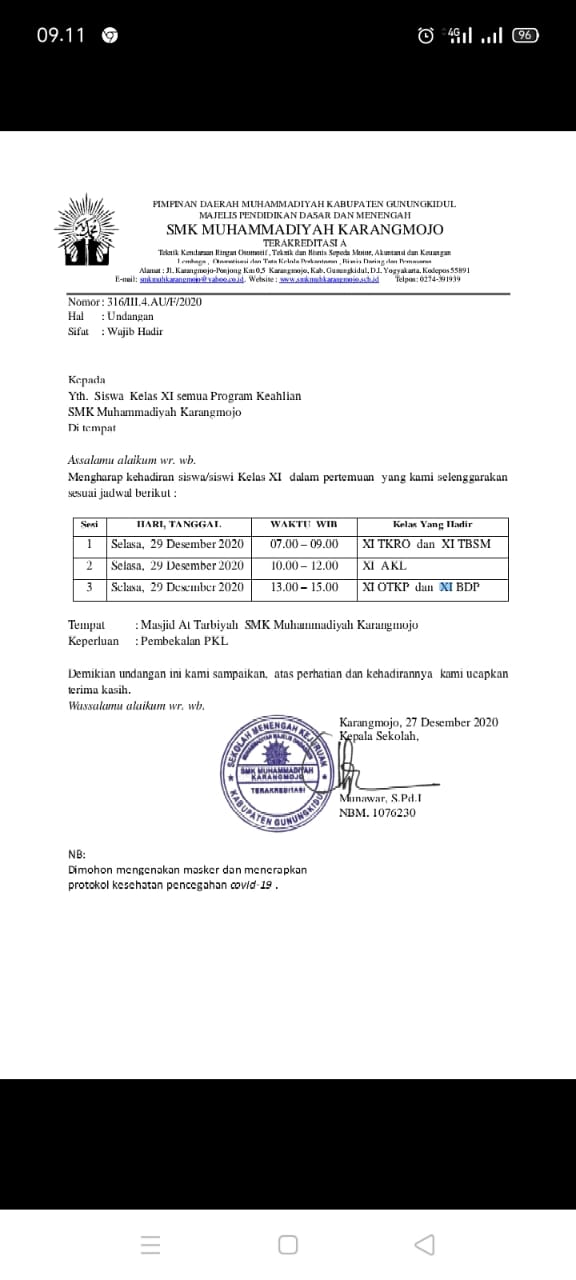 09.11
4G
96
PIMPINAN DAERAH MUHAMMADIYAH KABUPATEN GUNUNGKIDUL
MAJELIS PENDIDIKAN DASAR DAN MENENGAH
SMK MUHAMMADIYAH KARANGMOJO
TERAKREDITASI A
Teknik Kendaraan Ringan Otomotif, Teknik dan Bisnis Sepeda Motor, Akuntansi dan Keuangan
Lembaga, Otomatisasi dan Tata Kelola Perkantoran, Bisnis Daring dan Pemasaran
Alamat : Jl. Karangmojo-Ponjong Km 0.5 Karangmojo, Kab. Gunungkidul, D.I. Yogyakarta, Kodepos 55891
E-mail: smkmuhkarangmojo@yahoo.co.id. Website : www.smkmuhkarangmojo.sch.id Telpon: 0274-391939
Nomor : 316/III.4.AU/F/2020
Hal : Undangan
Sifat : Wajib Hadir
Kepada
Yth. Siswa Kelas XI semua Program Keahlian
SMK Muhammadiyah Karangmojo
Di tempat
Assalamu alaikum wr. wb.
Mengharap kehadiran siswa/siswi Kelas XI dalam pertemuan yang kami selenggarakan
sesuai jadwal berikut :
Sesi HARI, TANGGAL WAKTU WIB Kelas Yang Hadir
1 Selasa, 29 Desember 2020 07.00 – 09.00 XI TKRO dan XI TBSM
2 Selasa, 29 Desember 2020 10.00 – 12.00 XI AKL
3 Selasa, 29 Desember 2020 13.00 – 15.00 XI OTKP dan XI BDP
Tempat : Masjid At Tarbiyah SMK Muhammadiyah Karangmojo
Keperluan : Pembekalan PKL
Demikian undangan ini kami sampaikan, atas perhatian dan kehadirannya kami ucapkan
terima kasih.
Wassalamu alaikum wr. wb.
Karangmojo, 27 Desember 2020
Kepala Sekolah,
SEKOLAH MENENGAH KEJURUAN
SMK MUHAMMADIYAH
KARANGMOJO
TERAKREDITASI
KABUPATEN GUNUNGKIDUL
Munawar, S.Pd.I
NBM. 1076230
NB:
Dimohon mengenakan masker dan menerapkan
protokol kesehatan pencegahan covid-19 .